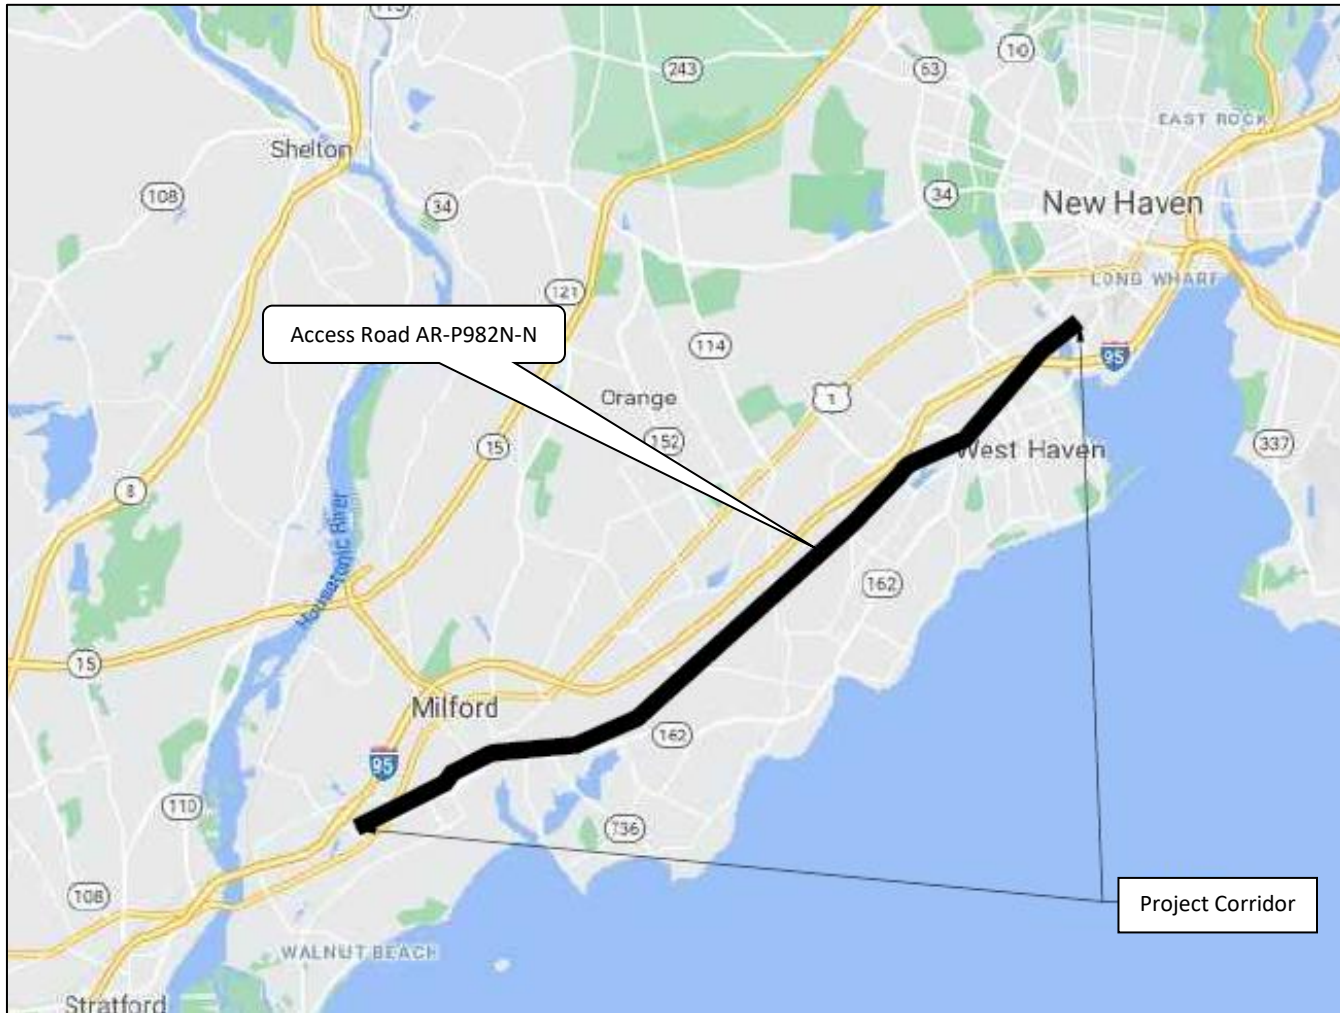 243
63
10
EAST ROCK
Shelton
108
34
34
New Haven
LONG WHARF
121
Access Road AR-P982N-N
114
95
Orange
1
152
15
West Haven
337
8
Housatonic River
162
15
Milford
162
95
110
736
108
Project Corridor
WALNUT BEACH
Stratford